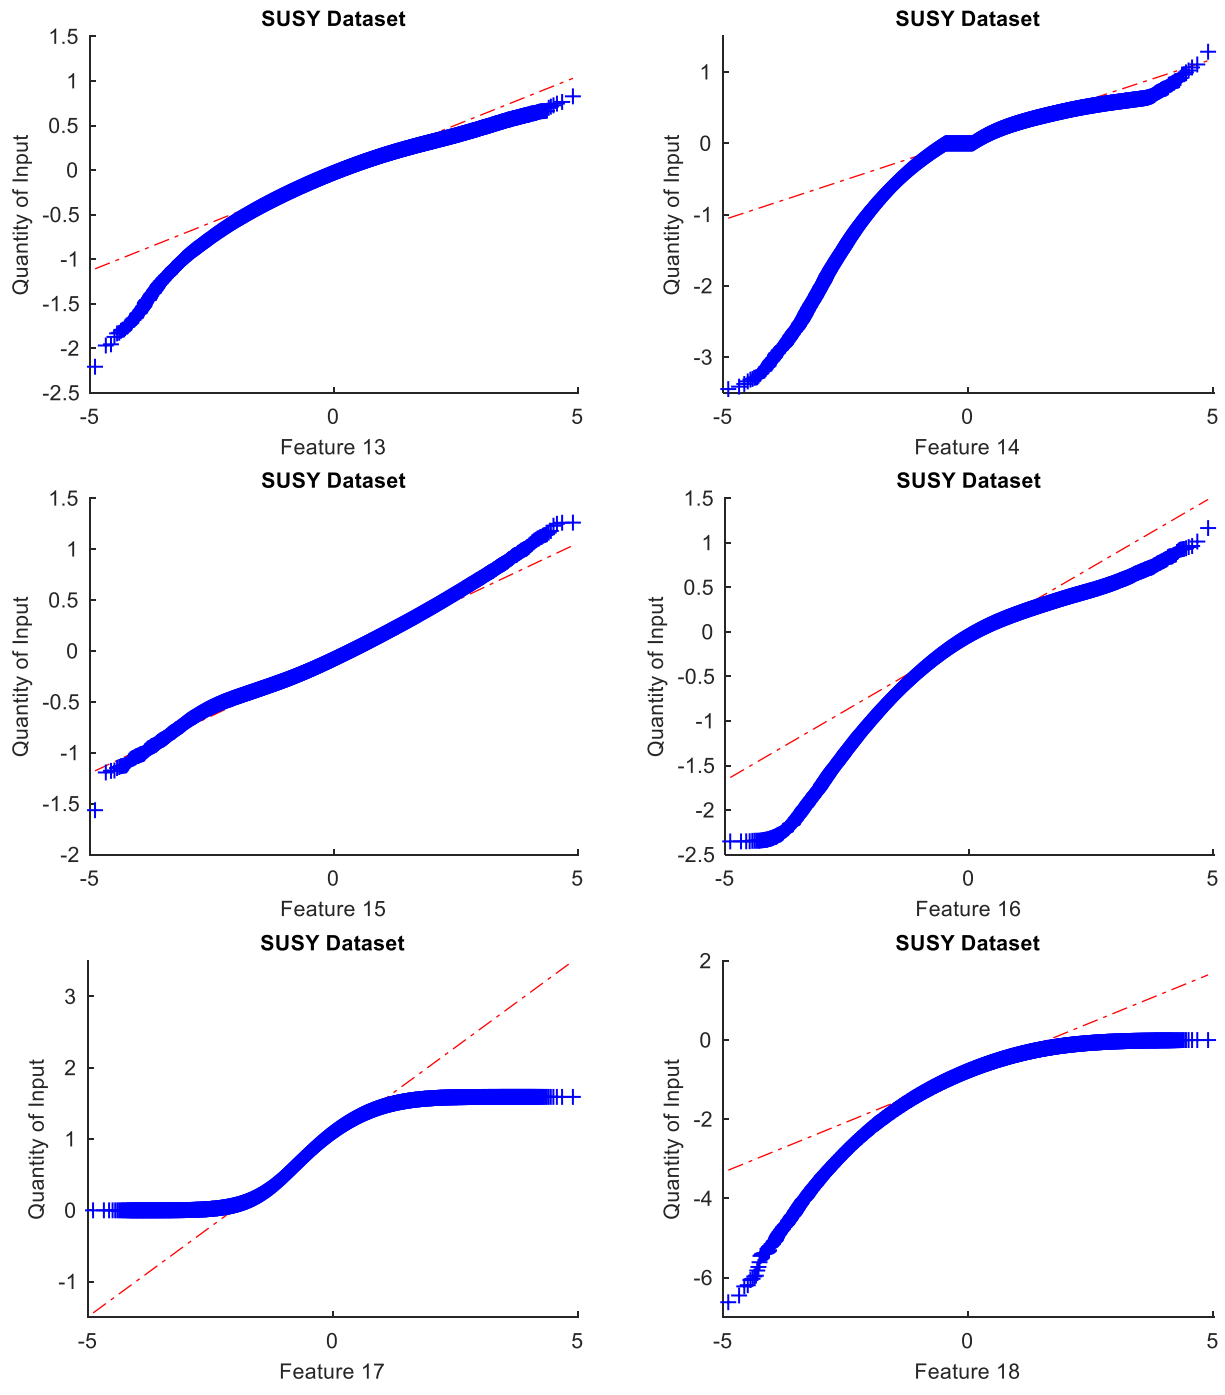 SUSY Dataset
1.5
1
0.5
0
-0.5
-1
-1.5
-2
-2.5
Quantity of Input
-5 0 5
Feature 13
SUSY Dataset
1
0
-1
-2
-3
Quantity of Input
-5 0 5
Feature 14
SUSY Dataset
1.5
1
0.5
0
-0.5
-1
-1.5
-2
Quantity of Input
-5 0 5
Feature 15
SUSY Dataset
1.5
1
0.5
0
-0.5
-1
-1.5
-2
-2.5
Quantity of Input
-5 0 5
Feature 16
SUSY Dataset
3
2
1
0
-1
Quantity of Input
-5 0 5
Feature 17
SUSY Dataset
2
0
-2
-4
-6
Quantity of Input
-5 0 5
Feature 18